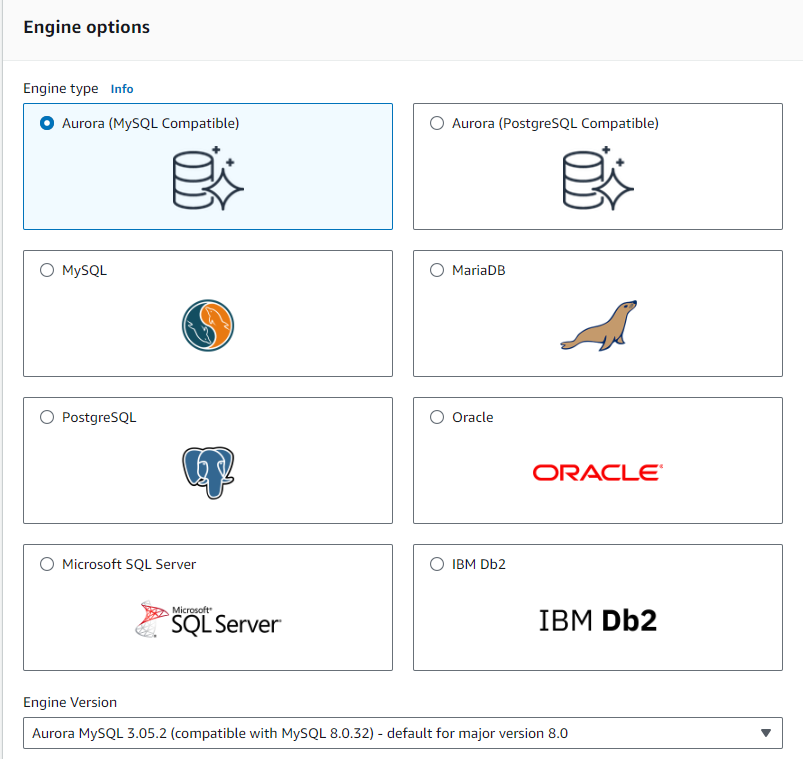 Engine options
Engine type Info
Aurora (MySQL Compatible)
Aurora (PostgreSQL Compatible)
MySQL
MariaDB
PostgreSQL
Oracle
ORACLE
Microsoft SQL Server
IBM Db2
Microsoft®
SQL Server
IBM Db2
Engine Version
Aurora MySQL 3.05.2 (compatible with MySQL 8.0.32) - default for major version 8.0